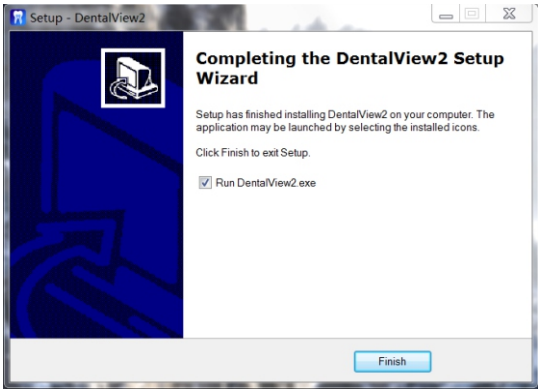 Setup - DentalView2
Completing the DentalView2 Setup
Wizard
Setup has finished installing DentalView2 on your computer. The
application may be launched by selecting the installed icons.
Click Finish to exit Setup.
Run DentalView2.exe
Finish